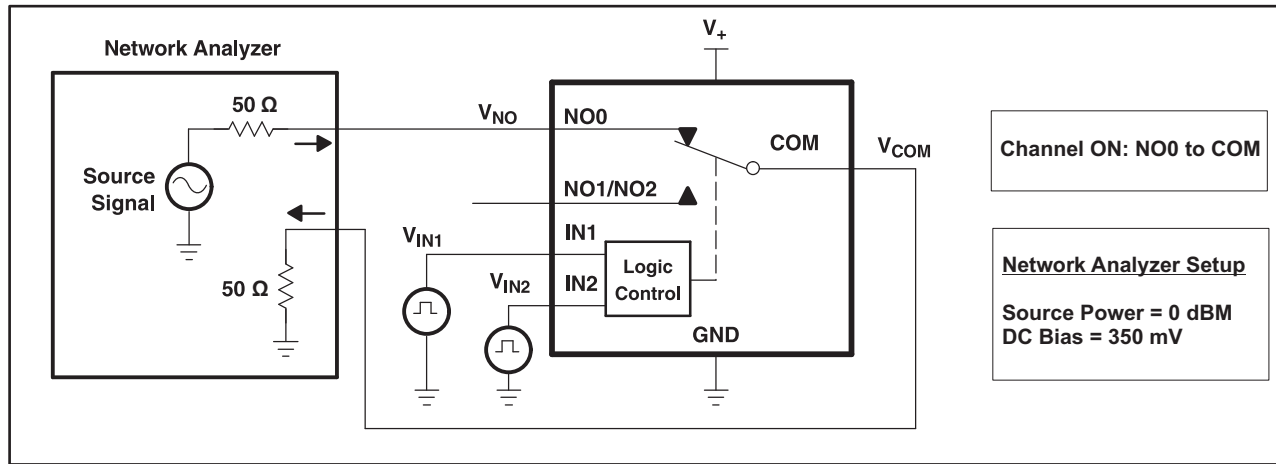 Network Analyzer
50 Ω
Source
Signal
50 Ω
V+
VNO
NO0
COM
VCOM
NO1/NO2
VIN1
IN1
VIN2
IN2
Logic
Control
GND
Channel ON: NO0 to COM
Network Analyzer Setup
Source Power = 0 dBM
DC Bias = 350 mV